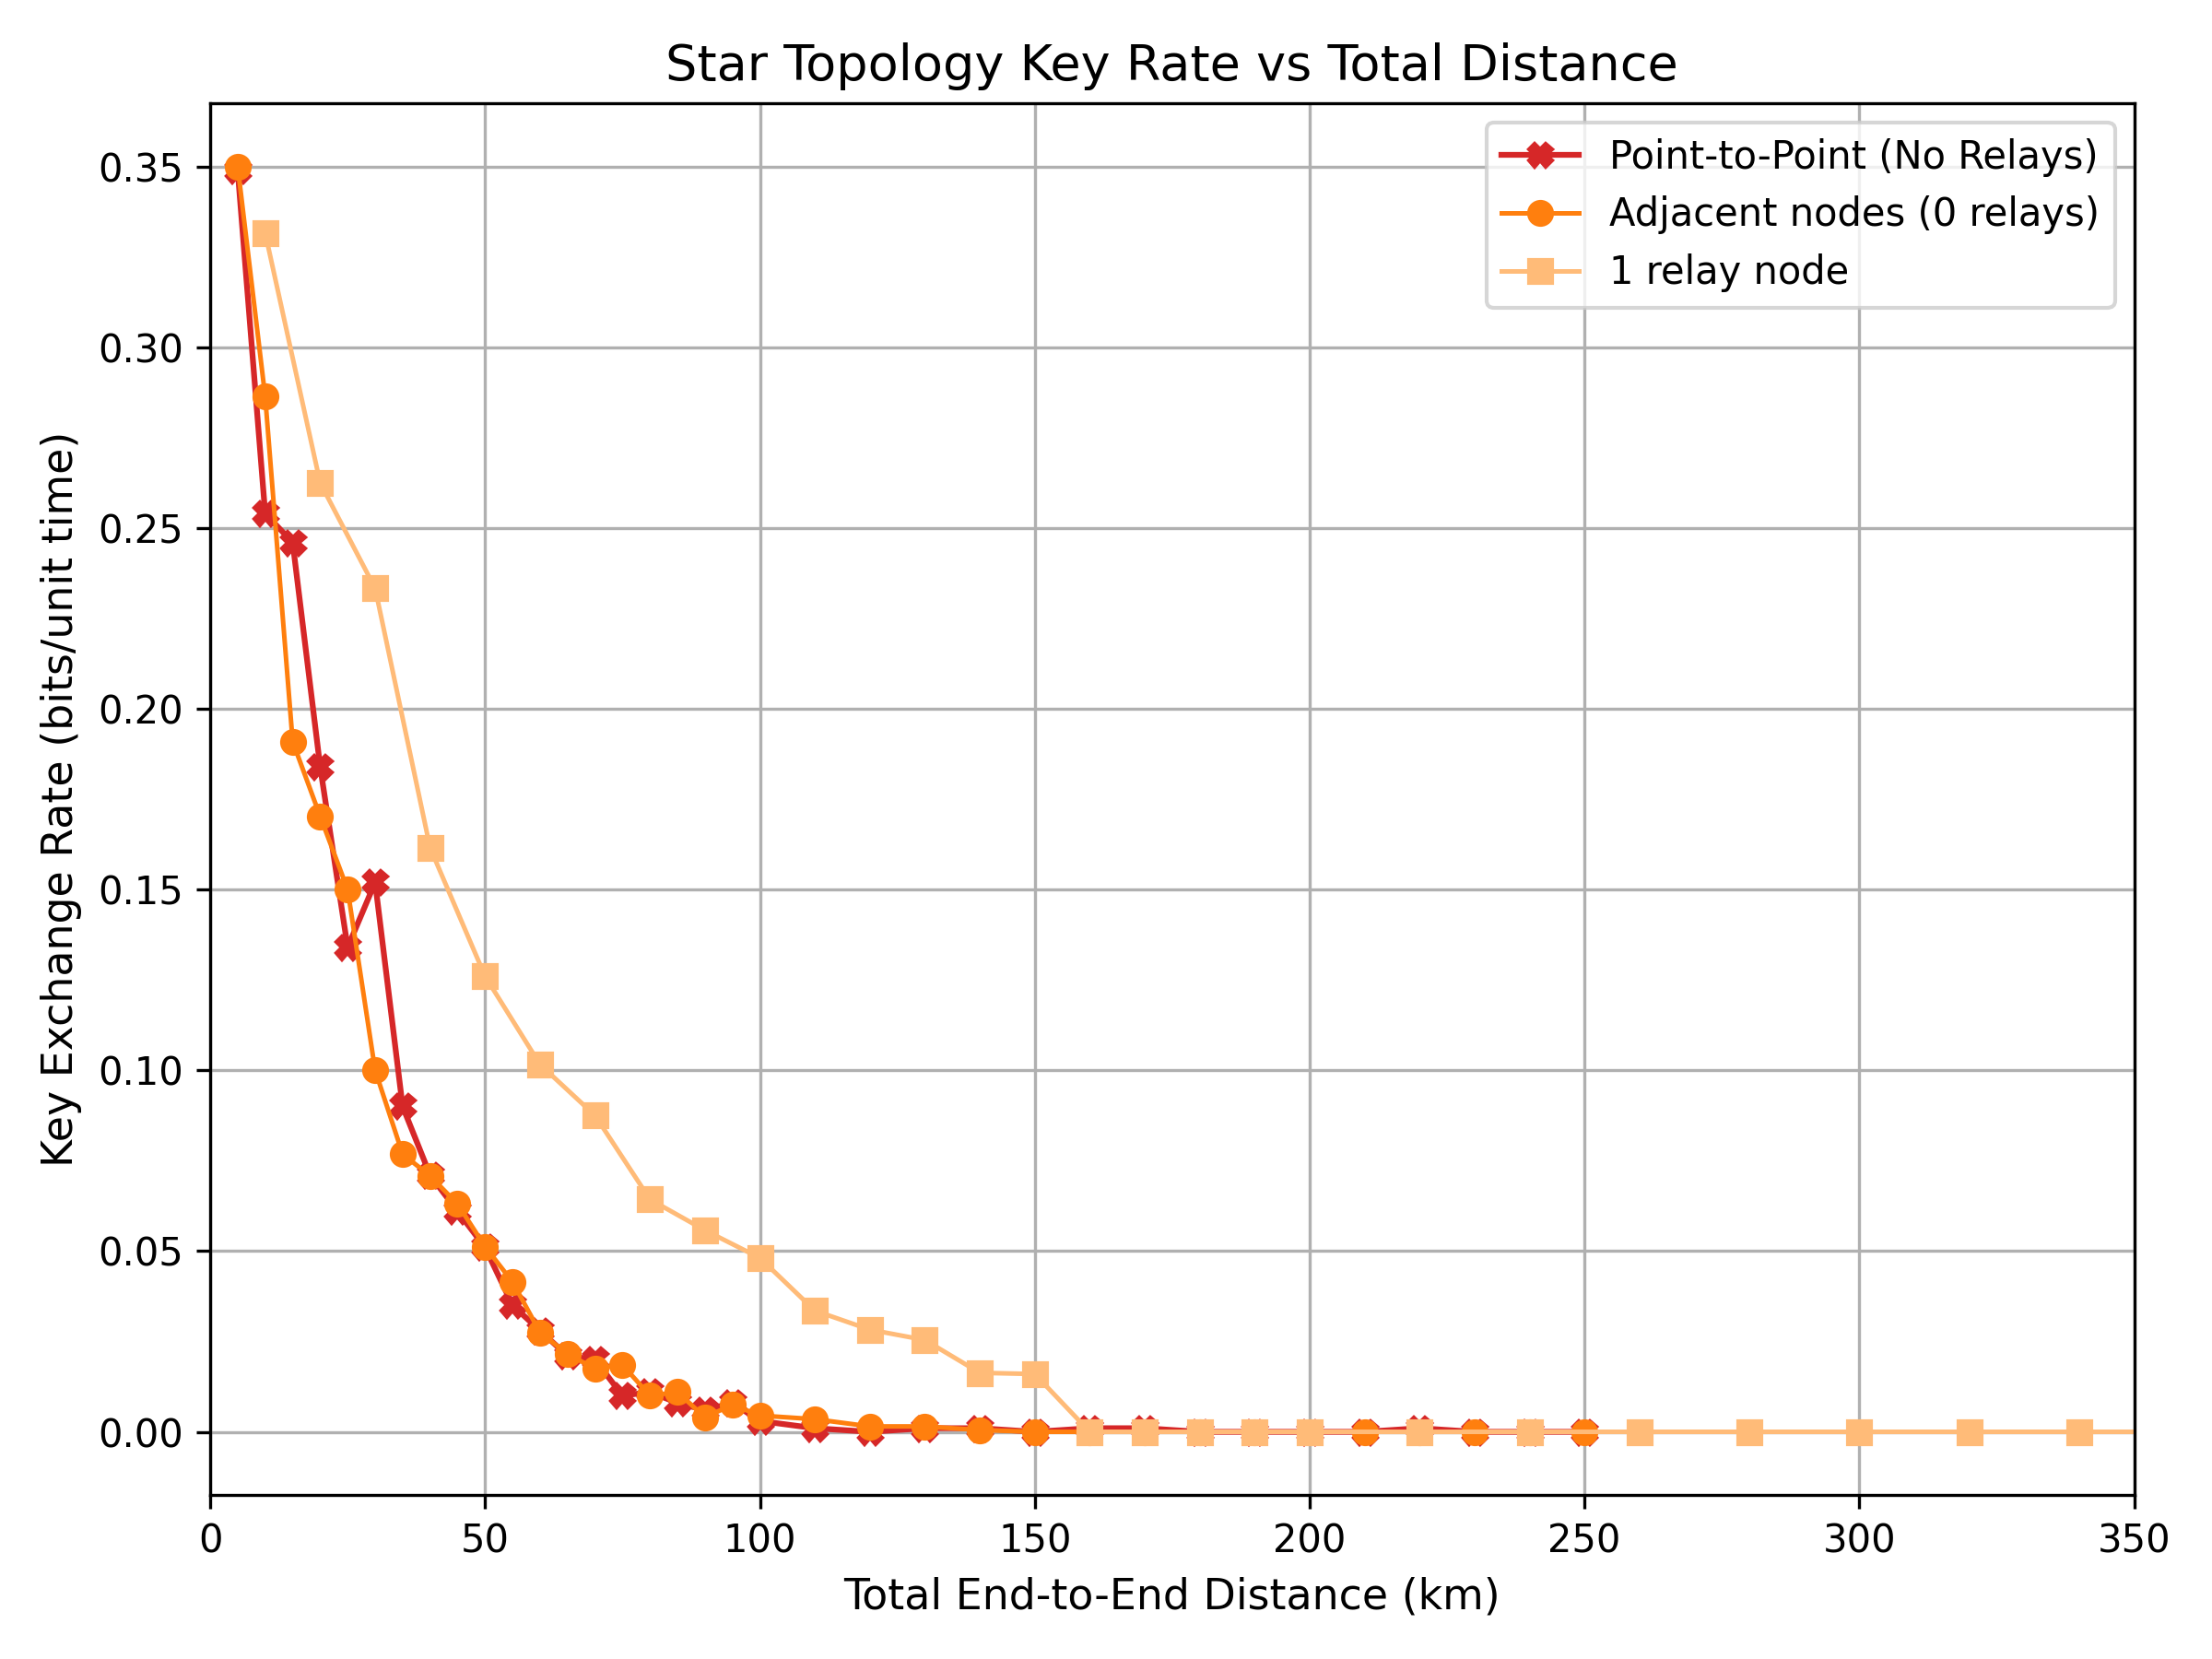 Star Topology Key Rate vs Total Distance
Point-to-Point (No Relays)
Adjacent nodes (0 relays)
1 relay node
Key Exchange Rate (bits/unit time)
0.35
0.30
0.25
0.20
0.15
0.10
0.05
0.00
0 50 100 150 200 250 300 350
Total End-to-End Distance (km)